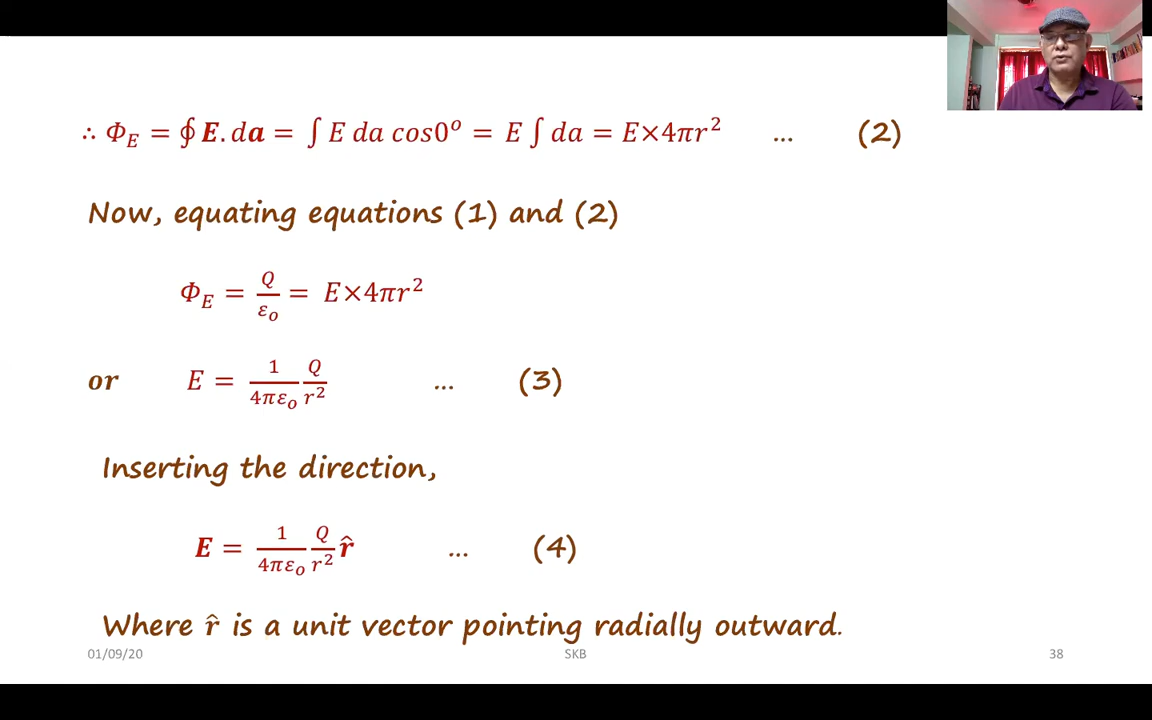 ∴ Φ_E = ∮ E.da = ∫ E da cos0° = E ∫ da = E×4πr² ... (2)
Now, equating equations (1) and (2)
Φ_E = Q/ε_o = E×4πr²
or E = 1/4πε_o Q/r² ... (3)
Inserting the direction,
E = 1/4πε_o Q/r² r̂ ... (4)
Where r̂ is a unit vector pointing radially outward.
01/09/20 SKB 38